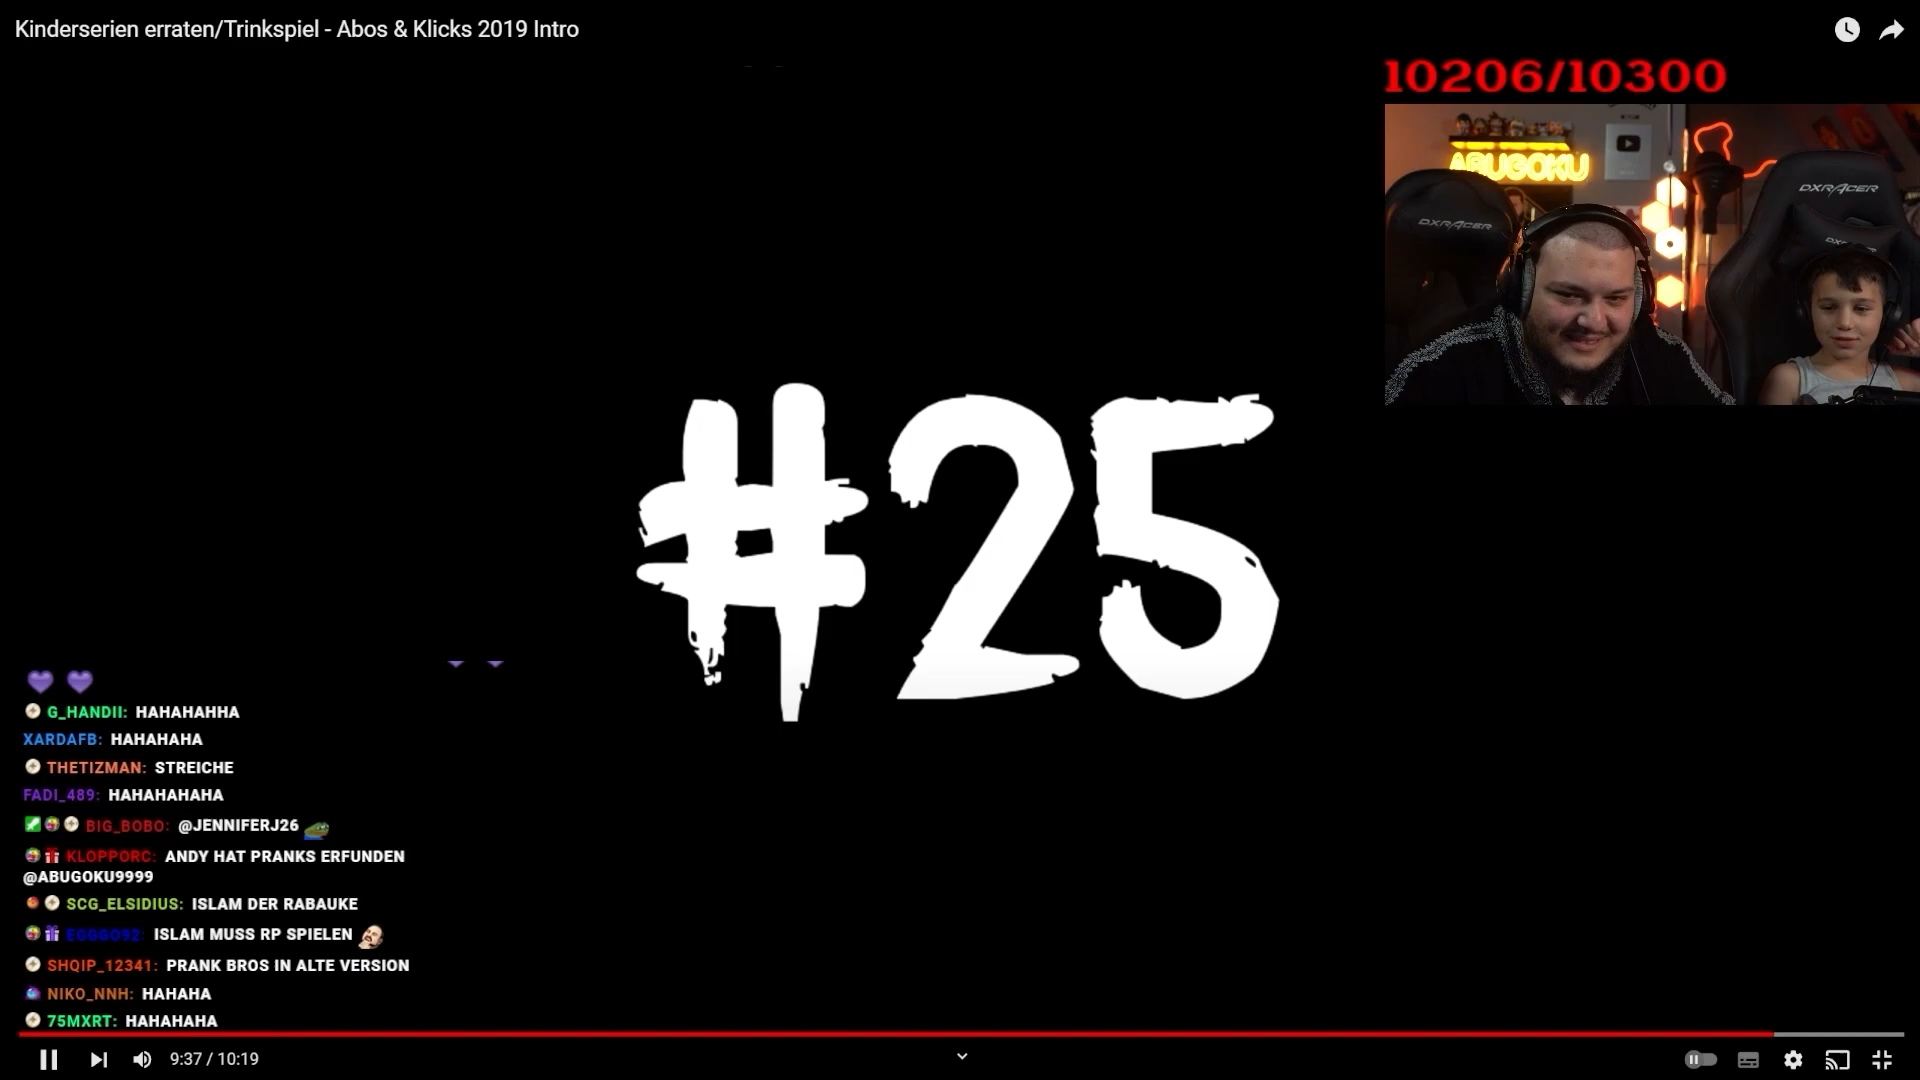 Kinderserien erraten/Trinkspiel - Abos & Klicks 2019 Intro
10206/10300
ABUGOKU
DXRACER
DXRACER
#25
G_HANDII: HAHAHAHHA
XARDAFB: HAHAHAHA
THETIZMAN: STREICHE
FADI_489: HAHAHAHAHA
BIG_BOBO: @JENNIFERJ26
KLOPPORC: ANDY HAT PRANKS ERFUNDEN
@ABUGOKU9999
SCG_ELSIDIUS: ISLAM DER RABAUKE
EGGGO92: ISLAM MUSS RP SPIELEN
SHQIP_12341: PRANK BROS IN ALTE VERSION
NIKO_NNH: HAHAHA
75MXRT: HAHAHAHA
9:37 / 10:19